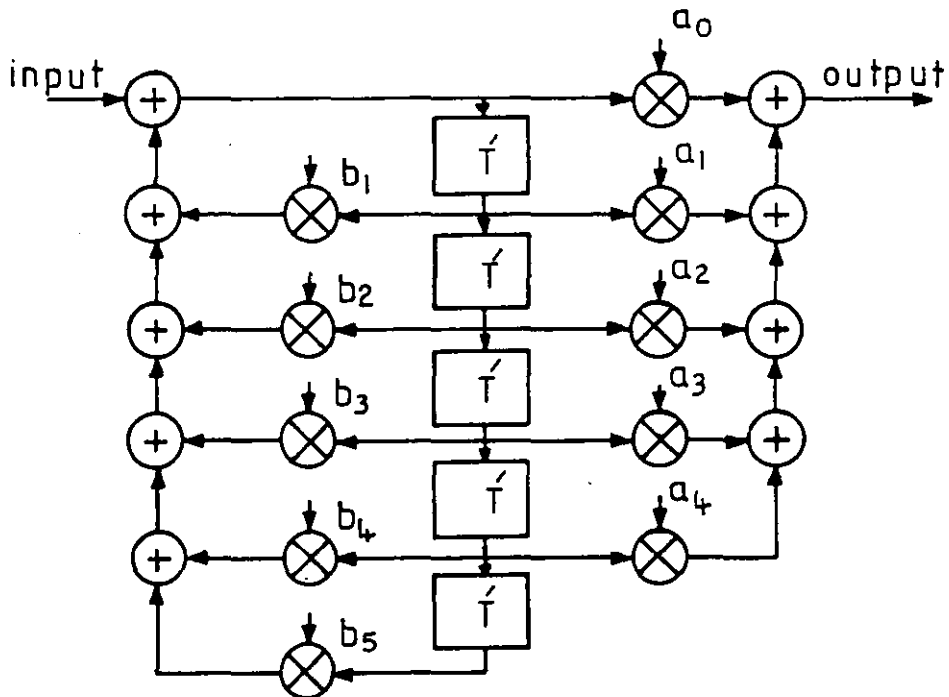 a₀
input output
T′
b₁ a₁
T′
b₂ a₂
T′
b₃ a₃
T′
b₄ a₄
T′
b₅